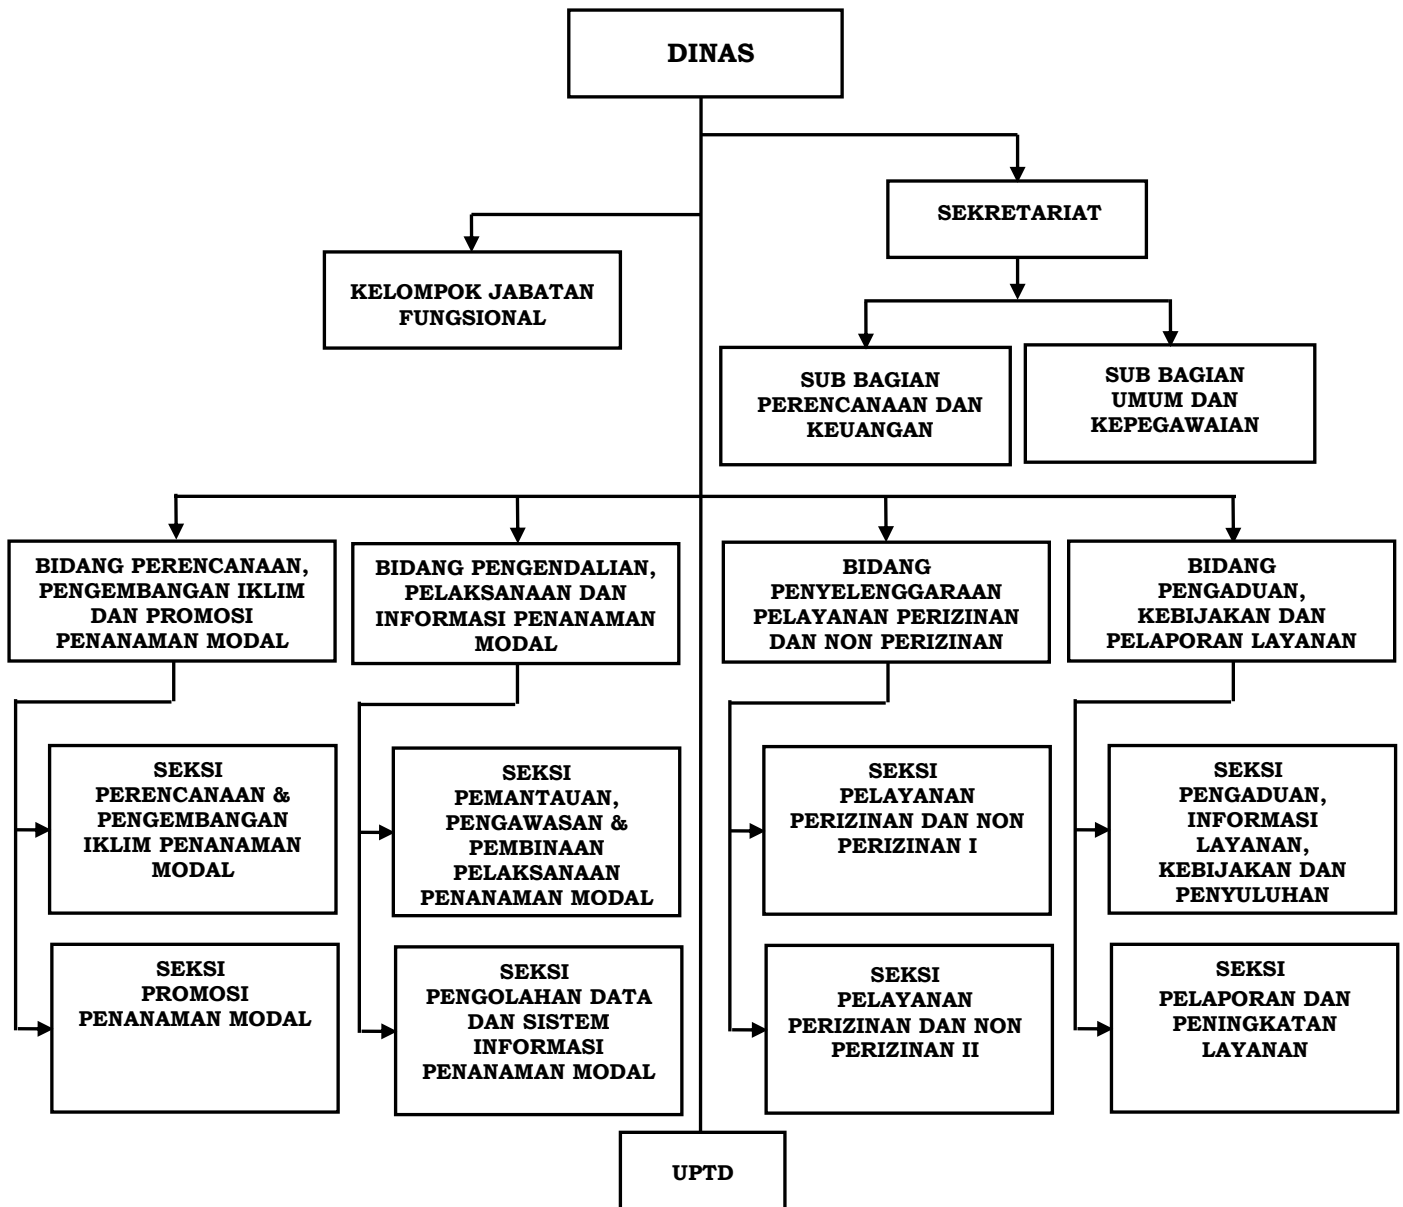 DINAS
SEKRETARIAT
KELOMPOK JABATAN
FUNGSIONAL
SUB BAGIAN
PERENCANAAN DAN
KEUANGAN
SUB BAGIAN
UMUM DAN
KEPEGAWAIAN
BIDANG PERENCANAAN,
PENGEMBANGAN IKLIM
DAN PROMOSI
PENANAMAN MODAL
BIDANG PENGENDALIAN,
PELAKSANAAN DAN
INFORMASI PENANAMAN
MODAL
BIDANG
PENYELENGGARAAN
PELAYANAN PERIZINAN
DAN NON PERIZINAN
BIDANG
PENGADUAN,
KEBIJAKAN DAN
PELAPORAN LAYANAN
SEKSI
PERENCANAAN &
PENGEMBANGAN
IKLIM PENANAMAN
MODAL
SEKSI
PEMANTAUAN,
PENGAWASAN &
PEMBINAAN
PELAKSANAAN
PENANAMAN MODAL
SEKSI
PELAYANAN
PERIZINAN DAN NON
PERIZINAN I
SEKSI
PENGADUAN,
INFORMASI
LAYANAN,
KEBIJAKAN DAN
PENYULUHAN
SEKSI
PROMOSI
PENANAMAN MODAL
SEKSI
PENGOLAHAN DATA
DAN SISTEM
INFORMASI
PENANAMAN MODAL
SEKSI
PELAYANAN
PERIZINAN DAN NON
PERIZINAN II
SEKSI
PELAPORAN DAN
PENINGKATAN
LAYANAN
UPTD